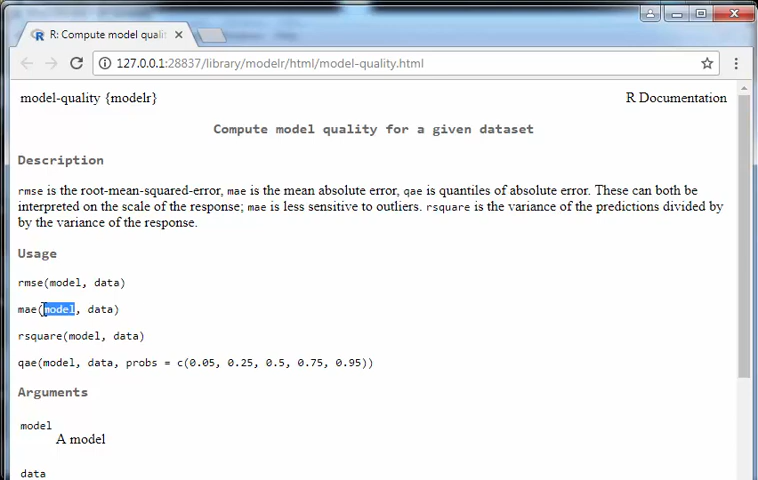 R: Compute model quali
127.0.0.1:28837/library/modelr/html/model-quality.html
model-quality {modelr} R Documentation
Compute model quality for a given dataset
Description
rmse is the root-mean-squared-error, mae is the mean absolute error, qae is quantiles of absolute error. These can both be
interpreted on the scale of the response; mae is less sensitive to outliers. rsquare is the variance of the predictions divided by
by the variance of the response.
Usage
rmse(model, data)
mae(model, data)
rsquare(model, data)
qae(model, data, probs = c(0.05, 0.25, 0.5, 0.75, 0.95))
Arguments
model
A model
data